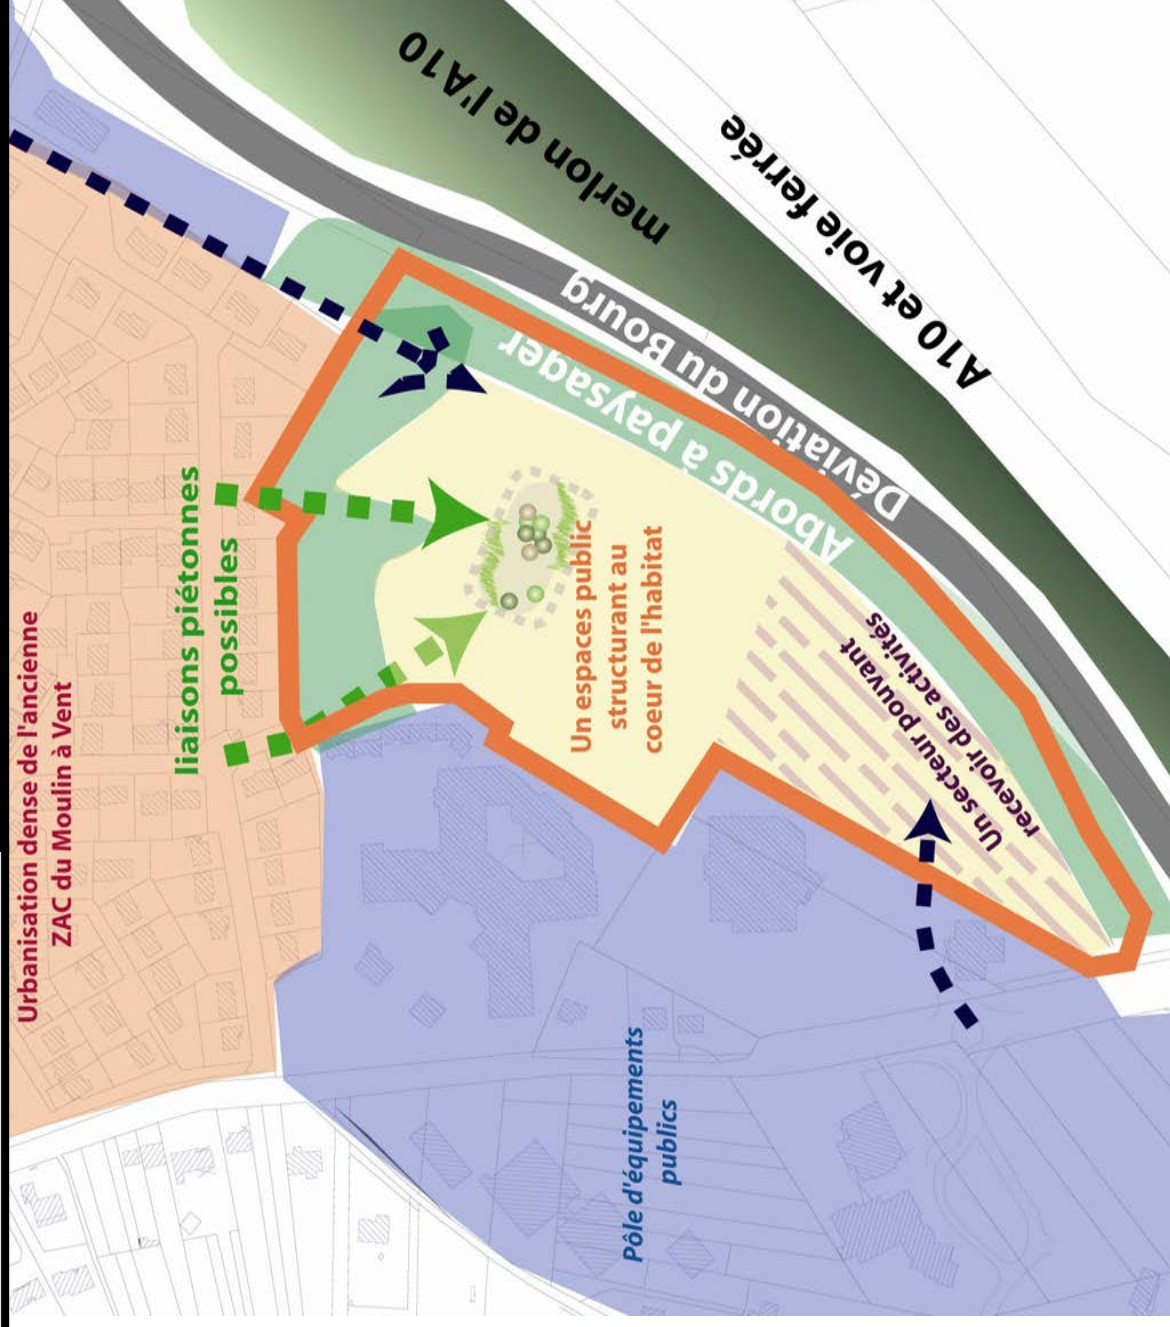 Urbanisation dense de l'ancienne
ZAC du Moulin à Vent
liaisons piétonnes
possibles
merlon de l'A10
A10 et voie ferrée
Déviation du Bourg
Abords à paysager
Un espaces public
structurant au
coeur de l'habitat
Un secteur pouvant
recevoir des activités
Pôle d'équipements
publics